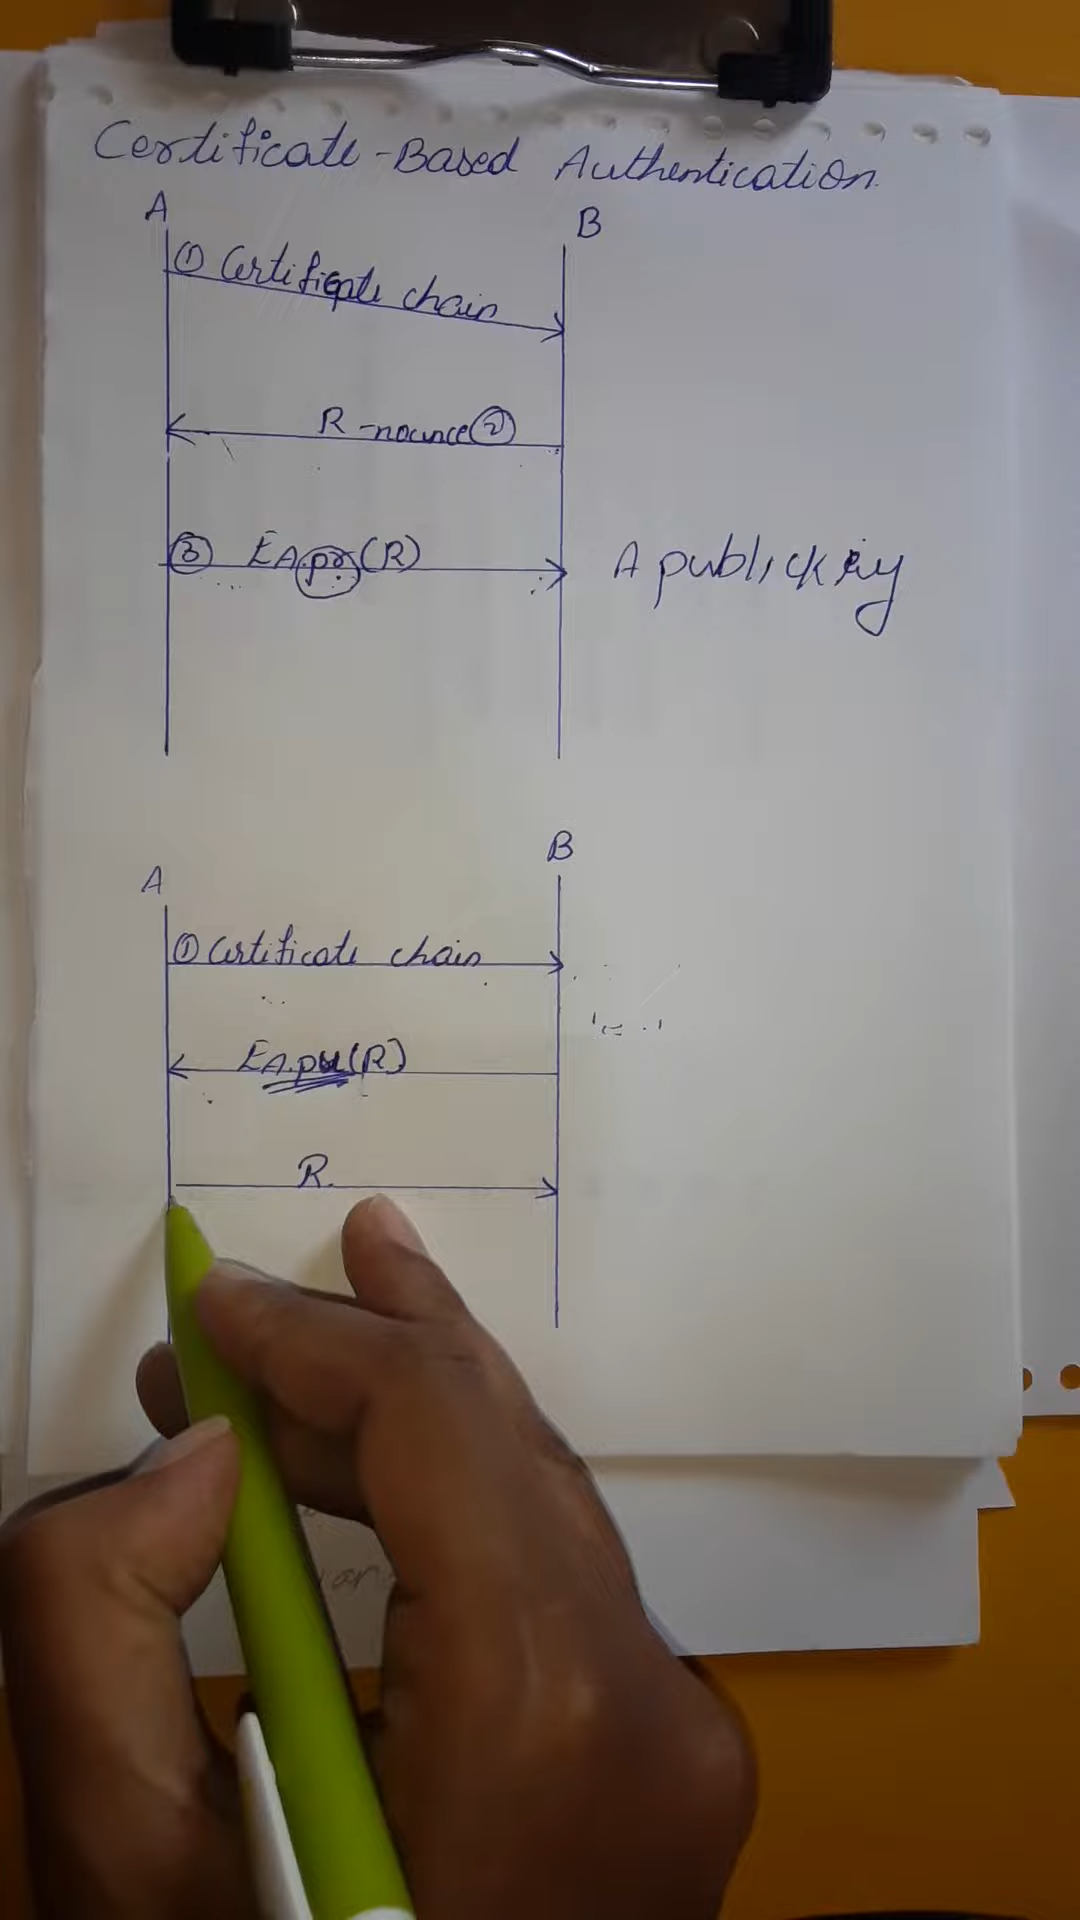 Certificate-Based Authentication.
A
B
① Certificate chain
R - nounce ②
③ EA.pr(R)
A public key
A
B
① Certificate chain
EA.pu(R)
R.